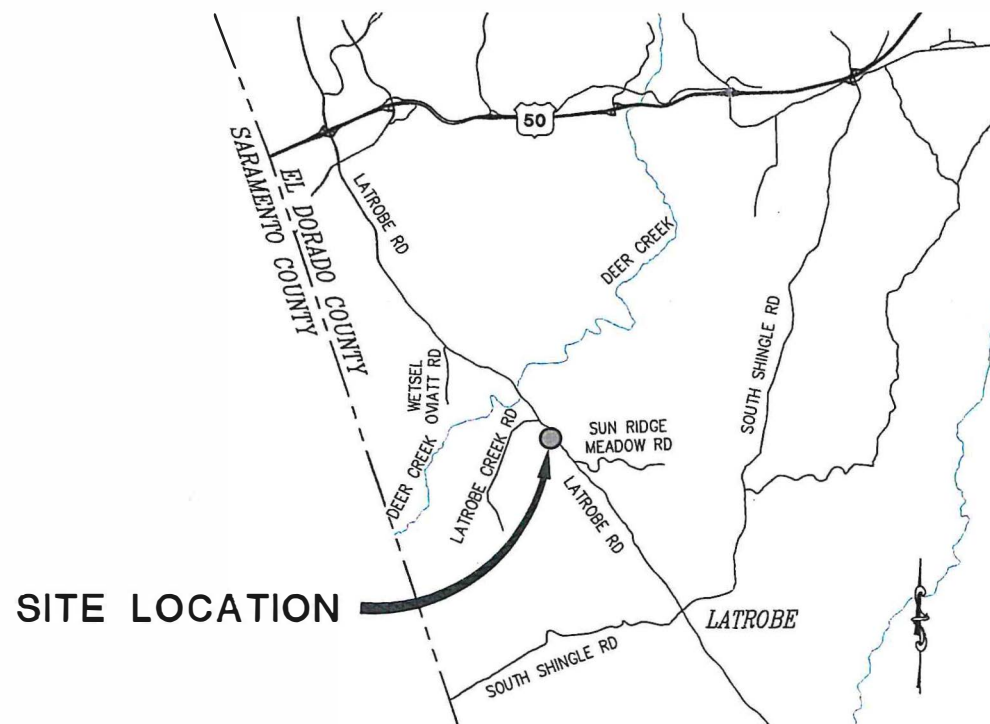 50
SARAMENTO COUNTY
EL DORADO COUNTY
LATROBE RD
DEER CREEK
WETSEL
OVIATT RD
SOUTH SHINGLE RD
DEER CREEK
LATROBE CREEK RD
SUN RIDGE
MEADOW RD
LATROBE RD
SITE LOCATION
LATROBE
SOUTH SHINGLE RD